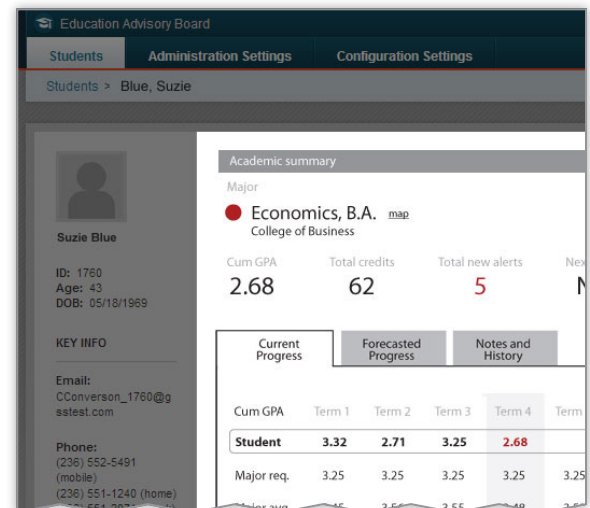 Education Advisory Board
Students Administration Settings Configuration Settings
Students > Blue, Suzie
Suzie Blue
ID: 1760
Age: 43
DOB: 05/18/1969
KEY INFO
Email:
CConverson_1760@g
sstest.com
Phone:
(236) 552-5491
(mobile)
(236) 551-1240 (home)
Academic summary
Major
Economics, B.A. map
College of Business
Cum GPA Total credits Total new alerts
2.68 62 5
Current Progress Forecasted Progress Notes and History
Cum GPA Term 1 Term 2 Term 3 Term 4 Term
Student 3.32 2.71 3.25 2.68
Major req. 3.25 3.25 3.25 3.25 3.25